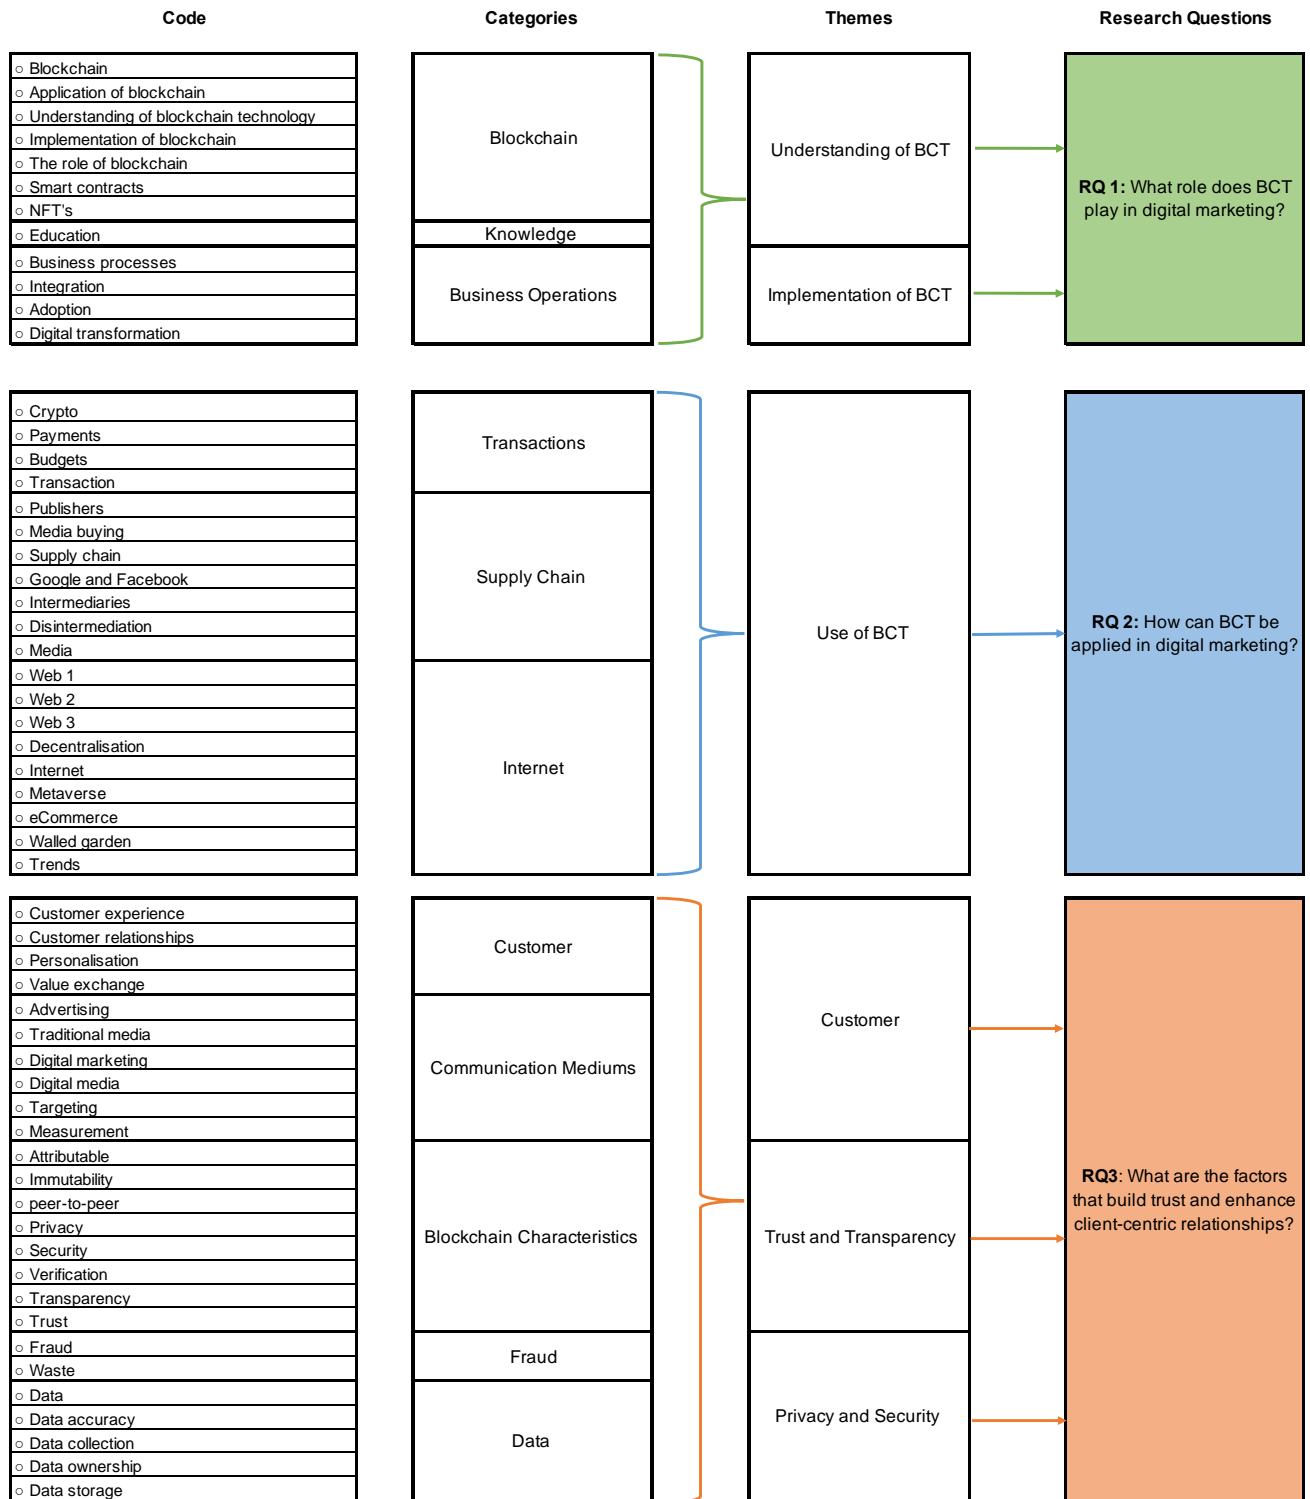 Code
Categories
Themes
Research Questions
○ Blockchain
○ Application of blockchain
○ Understanding of blockchain technology
○ Implementation of blockchain
○ The role of blockchain
○ Smart contracts
○ NFT's
○ Education
○ Business processes
○ Integration
○ Adoption
○ Digital transformation
Blockchain
Knowledge
Business Operations
Understanding of BCT
Implementation of BCT
RQ 1: What role does BCT
play in digital marketing?
○ Crypto
○ Payments
○ Budgets
○ Transaction
○ Publishers
○ Media buying
○ Supply chain
○ Google and Facebook
○ Intermediaries
○ Disintermediation
○ Media
○ Web 1
○ Web 2
○ Web 3
○ Decentralisation
○ Internet
○ Metaverse
○ eCommerce
○ Walled garden
○ Trends
Transactions
Supply Chain
Internet
Use of BCT
RQ 2: How can BCT be
applied in digital marketing?
○ Customer experience
○ Customer relationships
○ Personalisation
○ Value exchange
○ Advertising
○ Traditional media
○ Digital marketing
○ Digital media
○ Targeting
○ Measurement
○ Attributable
○ Immutability
○ peer-to-peer
○ Privacy
○ Security
○ Verification
○ Transparency
○ Trust
○ Fraud
○ Waste
○ Data
○ Data accuracy
○ Data collection
○ Data ownership
○ Data storage
Customer
Communication Mediums
Blockchain Characteristics
Fraud
Data
Customer
Trust and Transparency
Privacy and Security
RQ3: What are the factors
that build trust and enhance
client-centric relationships?